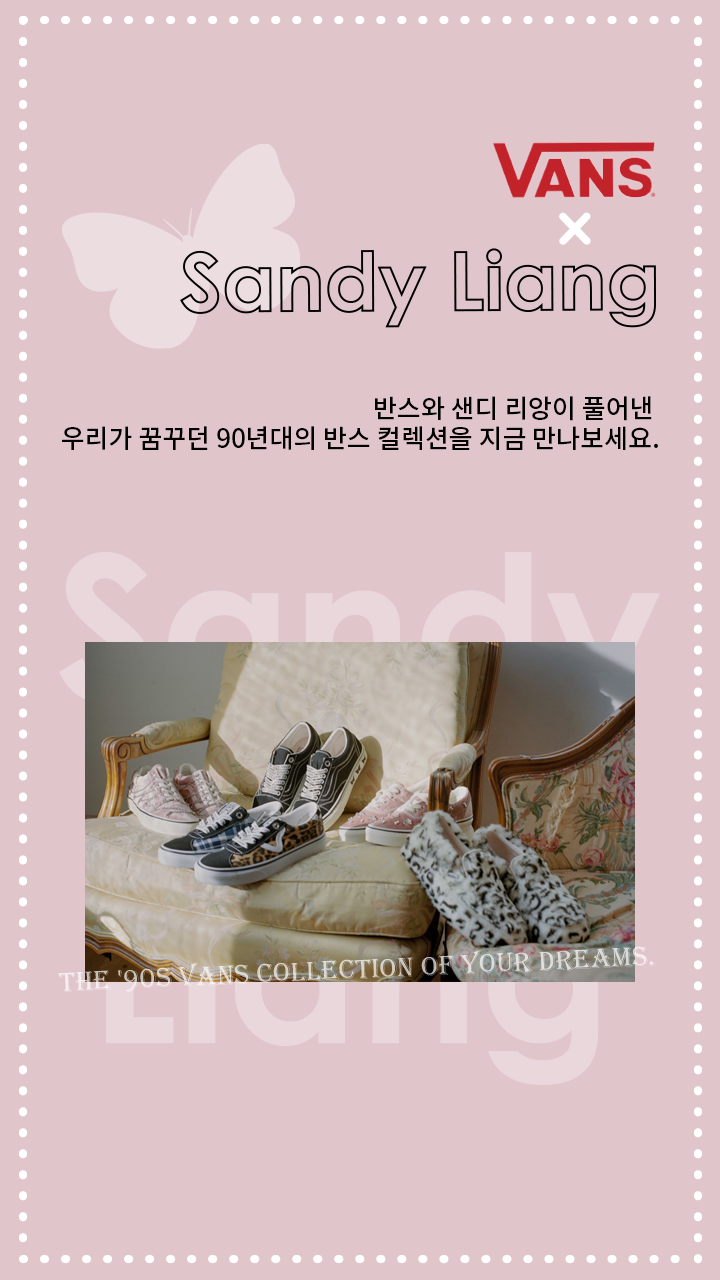 VANS
×
Sandy Liang
반스와 샌디 리앙이 풀어낸
우리가 꿈꾸던 90년대의 반스 컬렉션을 지금 만나보세요.
Sandy
THE '90S VANS COLLECTION OF YOUR DREAMS.
Liang